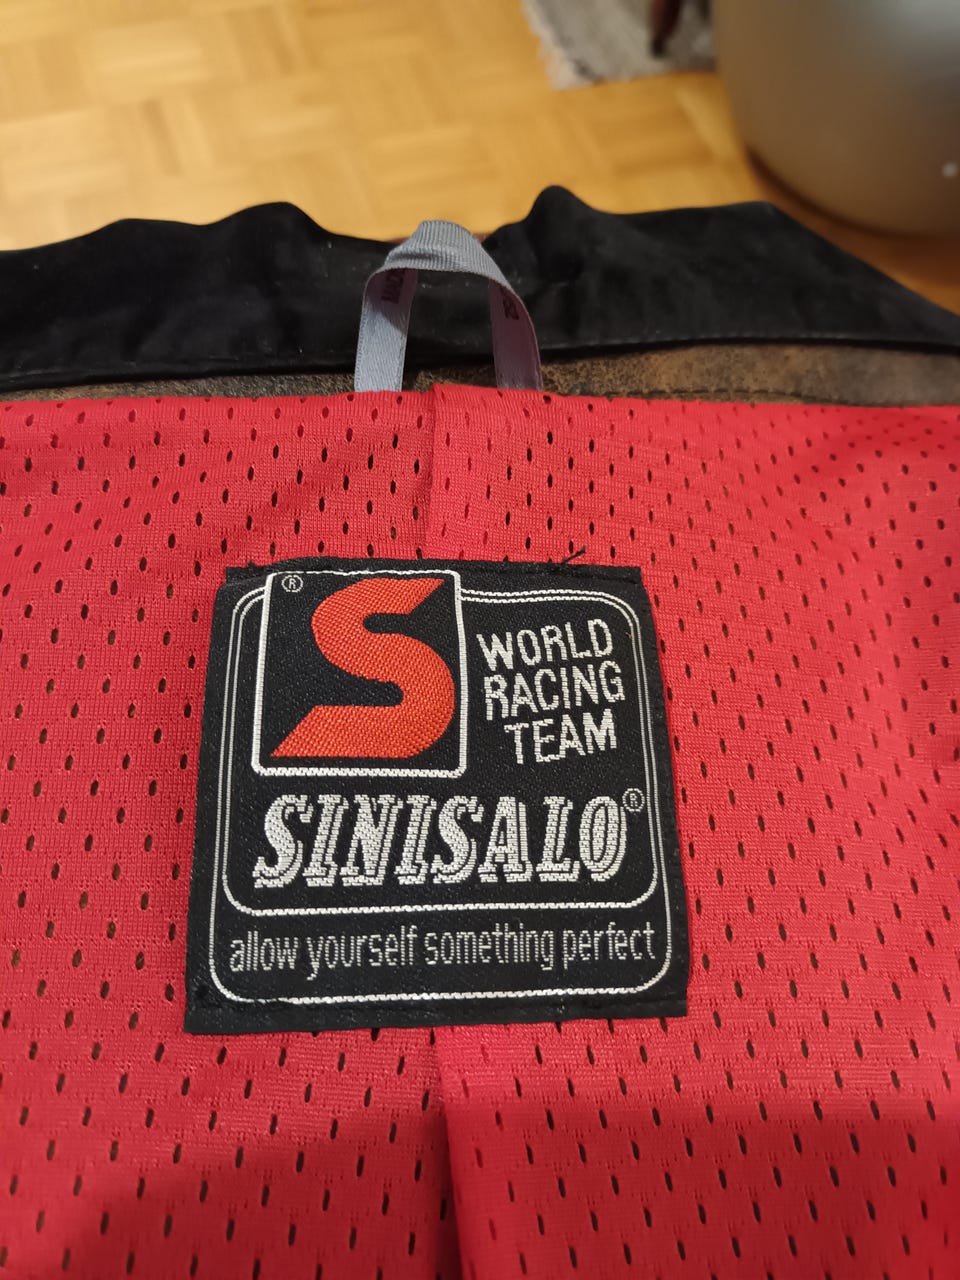 ®
WORLD
RACING
TEAM
SINISALO®
allow yourself something perfect